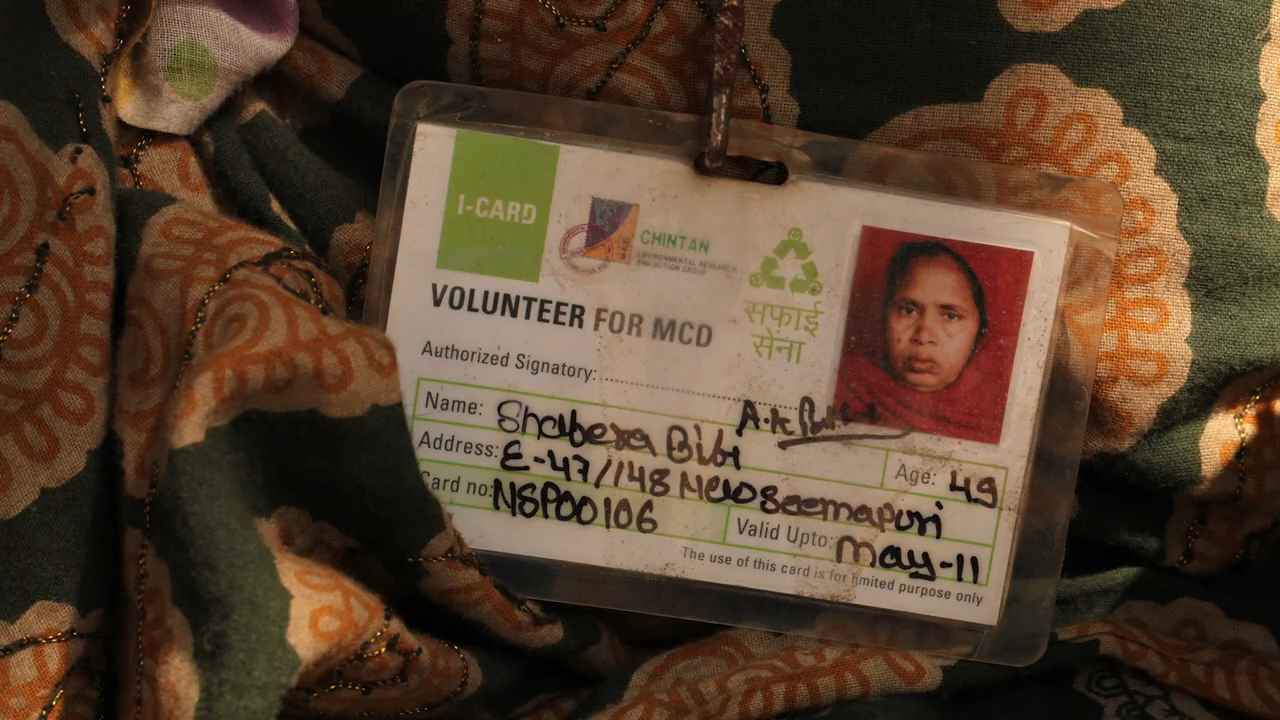 I-CARD
CHINTAN
ENVIRONMENTAL RESEARCH
AND ACTION GROUP
सफाई
सेना
VOLUNTEER FOR MCD
Authorized Signatory:
Name: Shabera Bibi
Age: 49
Address: E-47/148 New Seemapuri
Card no: NSP00106
Valid Upto: May-11
The use of this card is for limited purpose only